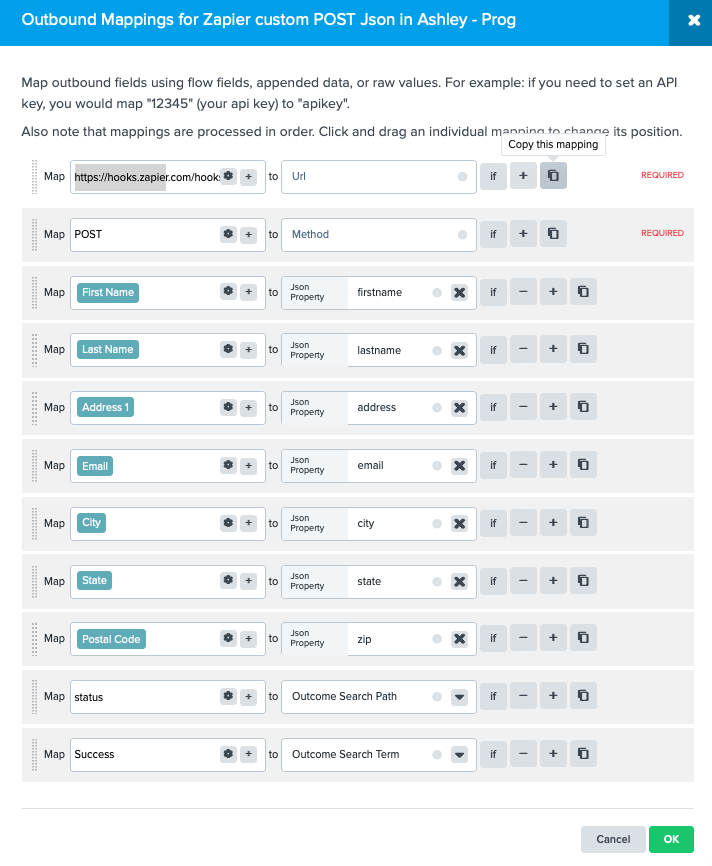 Outbound Mappings for Zapier custom POST Json in Ashley - Prog
Map outbound fields using flow fields, appended data, or raw values. For example: if you need to set an API
key, you would map "12345" (your api key) to "apikey".
Also note that mappings are processed in order. Click and drag an individual mapping to change its position.
Copy this mapping
Map https://hooks.zapier.com/hooks + to Url if + REQUIRED
Map POST + to Method if + REQUIRED
Map First Name + to Json Property firstname if − +
Map Last Name + to Json Property lastname if − +
Map Address 1 + to Json Property address if − +
Map Email + to Json Property email if − +
Map City + to Json Property city if − +
Map State + to Json Property state if − +
Map Postal Code + to Json Property zip if − +
Map status + to Outcome Search Path if − +
Map Success + to Outcome Search Term if − +
Cancel OK